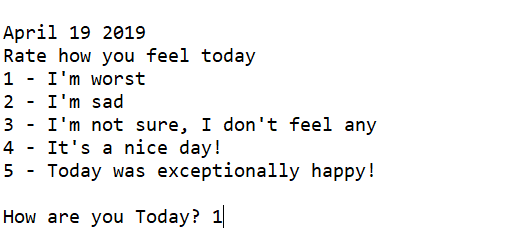 April 19 2019
Rate how you feel today
1 - I'm worst
2 - I'm sad
3 - I'm not sure, I don't feel any
4 - It's a nice day!
5 - Today was exceptionally happy!
How are you Today? 1